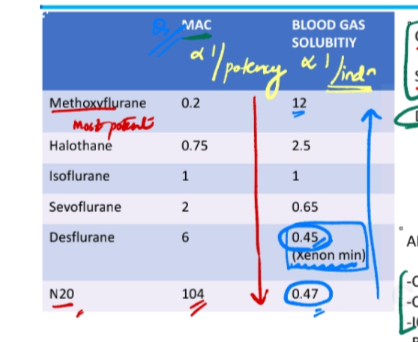 MAC BLOOD GAS
SOLUBITIY
α 1/potency α 1/indn
Methoxyflurane 0.2 12
Most potent
Halothane 0.75 2.5
Isoflurane 1 1
Sevoflurane 2 0.65
Desflurane 6 0.45
(Xenon min)
N20 104 0.47